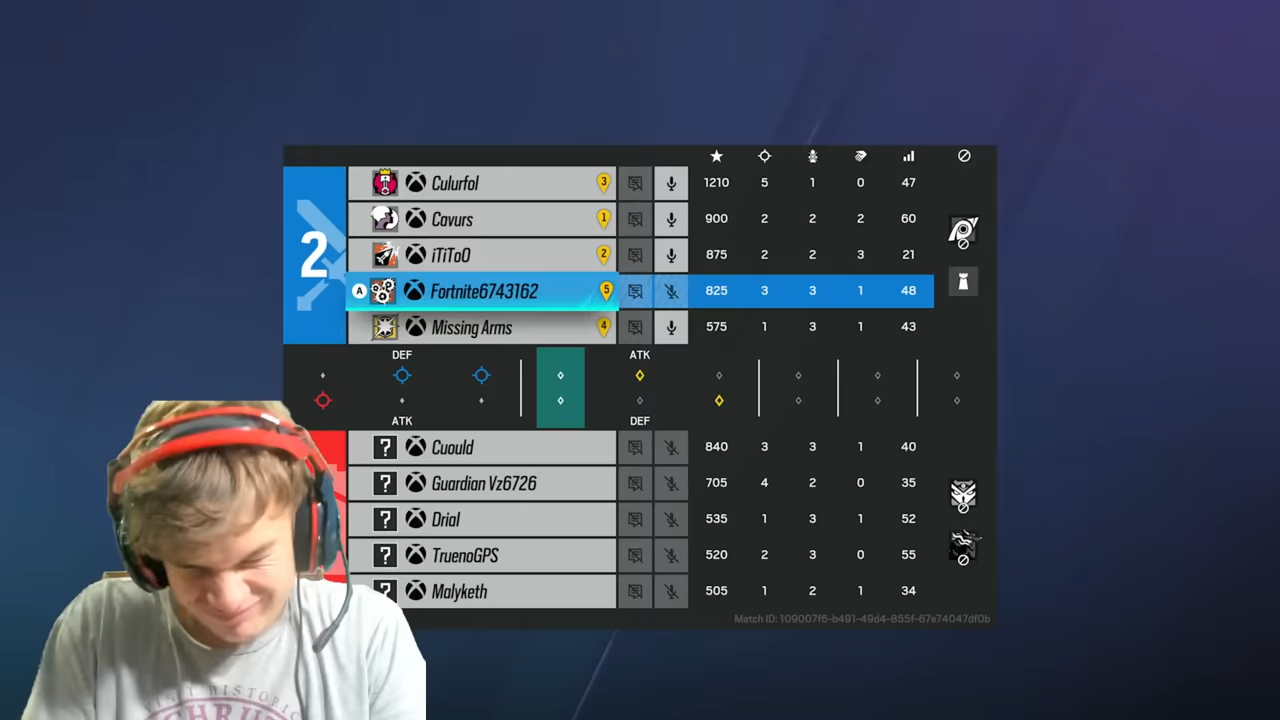 Culurfol 3 1210 5 1 0 47
Cavurs 1 900 2 2 2 60
2
iTiToO 2 875 2 2 3 21
A Fortnite6743162 5 825 3 3 1 48
Missing Arms 4 575 1 3 1 43
DEF ATK
ATK DEF
? Cuould 840 3 3 1 40
? Guardian Vz6726 705 4 2 0 35
? Drial 535 1 3 1 52
? TruenoGPS 520 2 3 0 55
? Malyketh 505 1 2 1 34
Match ID: 109007f6-b491-49d4-855f-67e74047df0b
HISTORIC